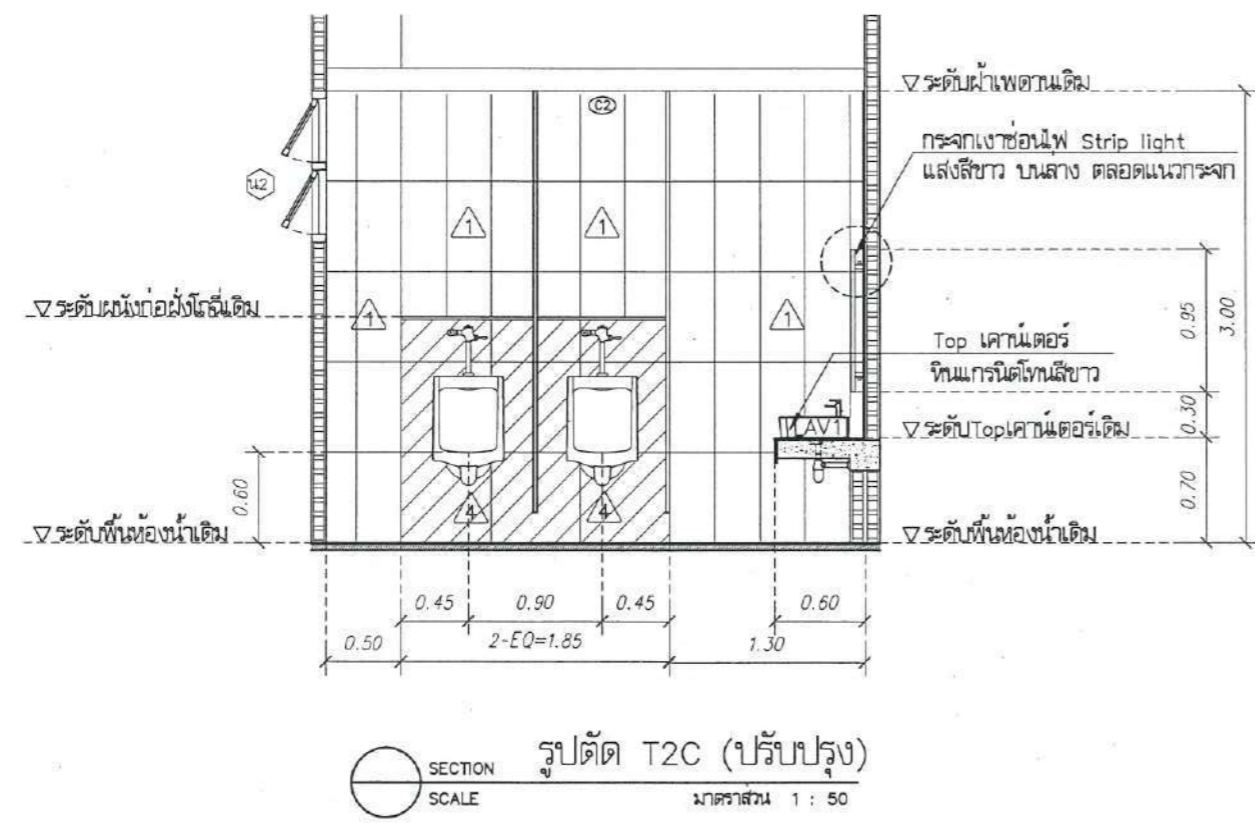 ▽ ระดับฝ้าเพดานเดิม
C2
กระจกเงาซ่อนไฟ Strip light
แสงสีขาว บนล่าง ตลอดแนวกระจก
น2
1
1
▽ ระดับผนังก่อฝั่งโถฉี่เดิม
1
1
0.95
3.00
Top เคาน์เตอร์
หินแกรนิตโทนสีขาว
LAV1
0.30
▽ ระดับTopเคาน์เตอร์เดิม
0.60
0.70
4
4
▽ ระดับพื้นห้องน้ำเดิม
▽ ระดับพื้นห้องน้ำเดิม
0.45
0.90
0.45
0.60
0.50
2-EQ=1.85
1.30
SECTION
รูปตัด T2C (ปรับปรุง)
SCALE
มาตราส่วน 1 : 50